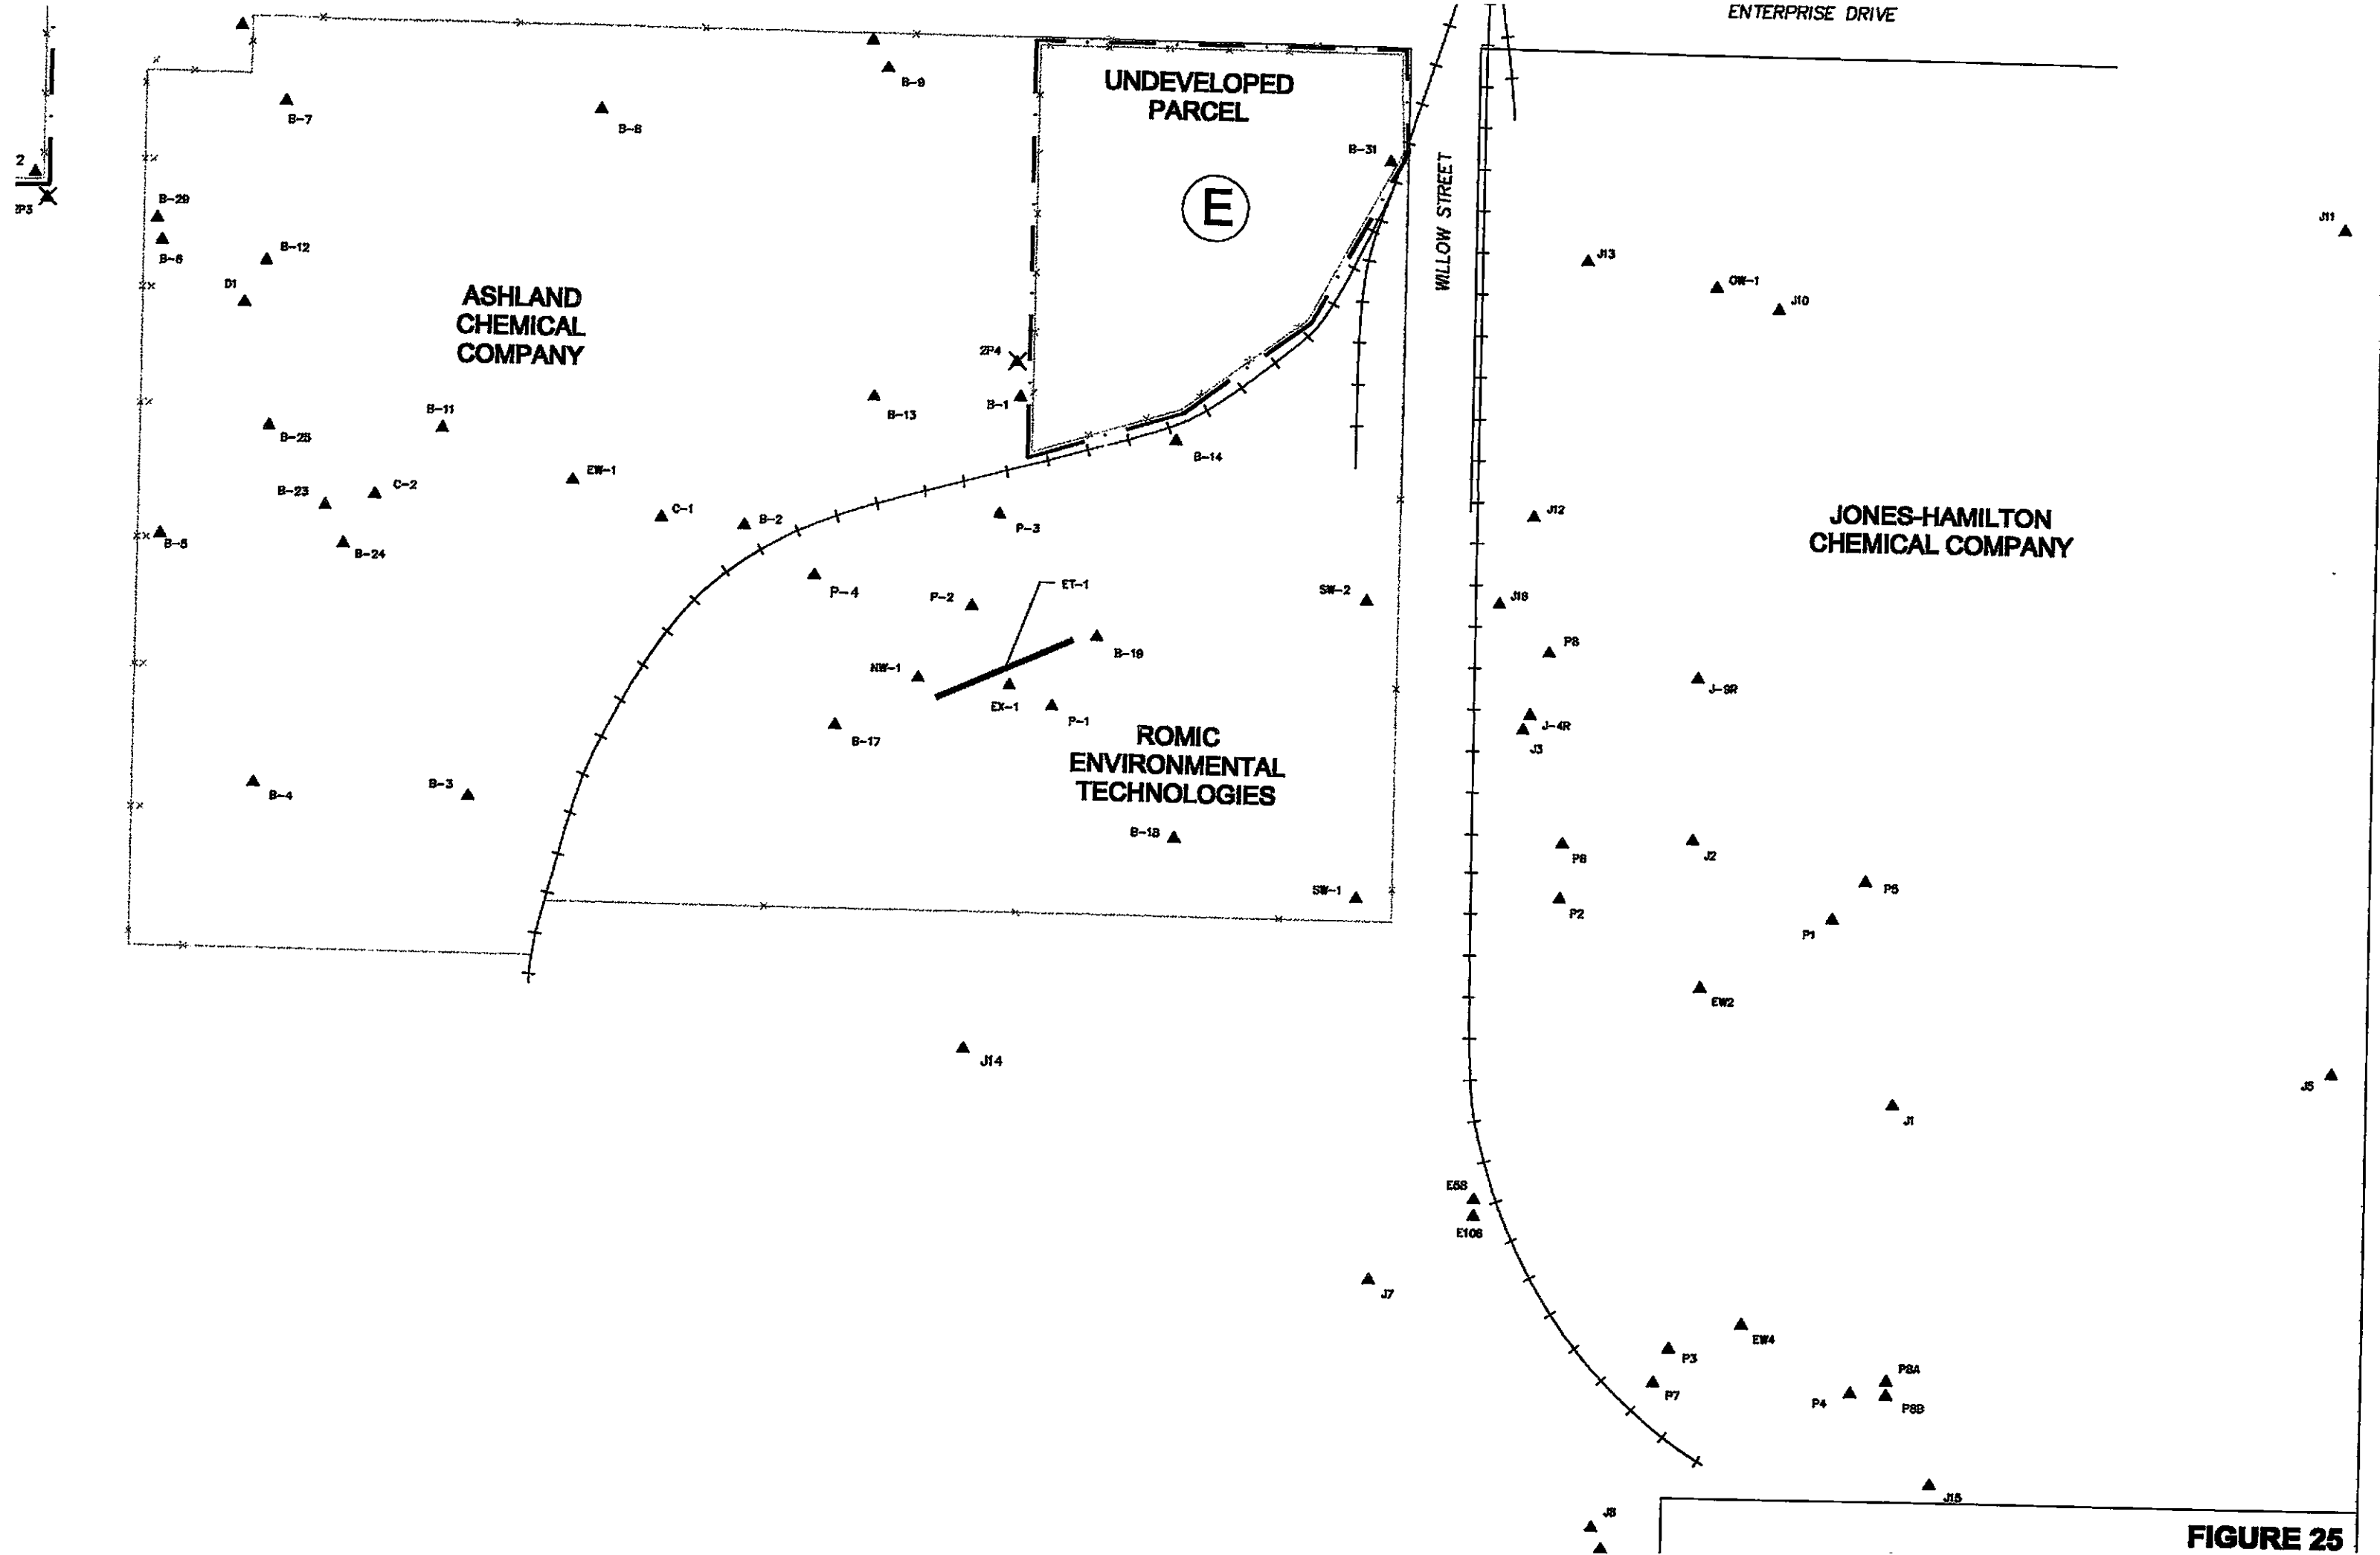 ENTERPRISE DRIVE
UNDEVELOPED
PARCEL
E
WILLOW STREET
ASHLAND
CHEMICAL
COMPANY
JONES-HAMILTON
CHEMICAL COMPANY
ROMIC
ENVIRONMENTAL
TECHNOLOGIES
2
B-7
B-9
B-31
B-29
B-12
D1
2P4
B-13
B-1
B-11
B-25
B-14
EW-1
B-23
C-2
C-1
B-2
P-3
B-24
P-4
P-2
ET-1
SW-2
B-19
NW-1
EX-1
P-1
B-17
B-4
B-3
B-18
SW-1
J14
J11
J13
OW-1
J10
J12
J-9R
J-4R
J3
J2
P5
P2
P1
EW2
J5
J1
J7
EW4
P3
P7
P4
J15
FIGURE 25